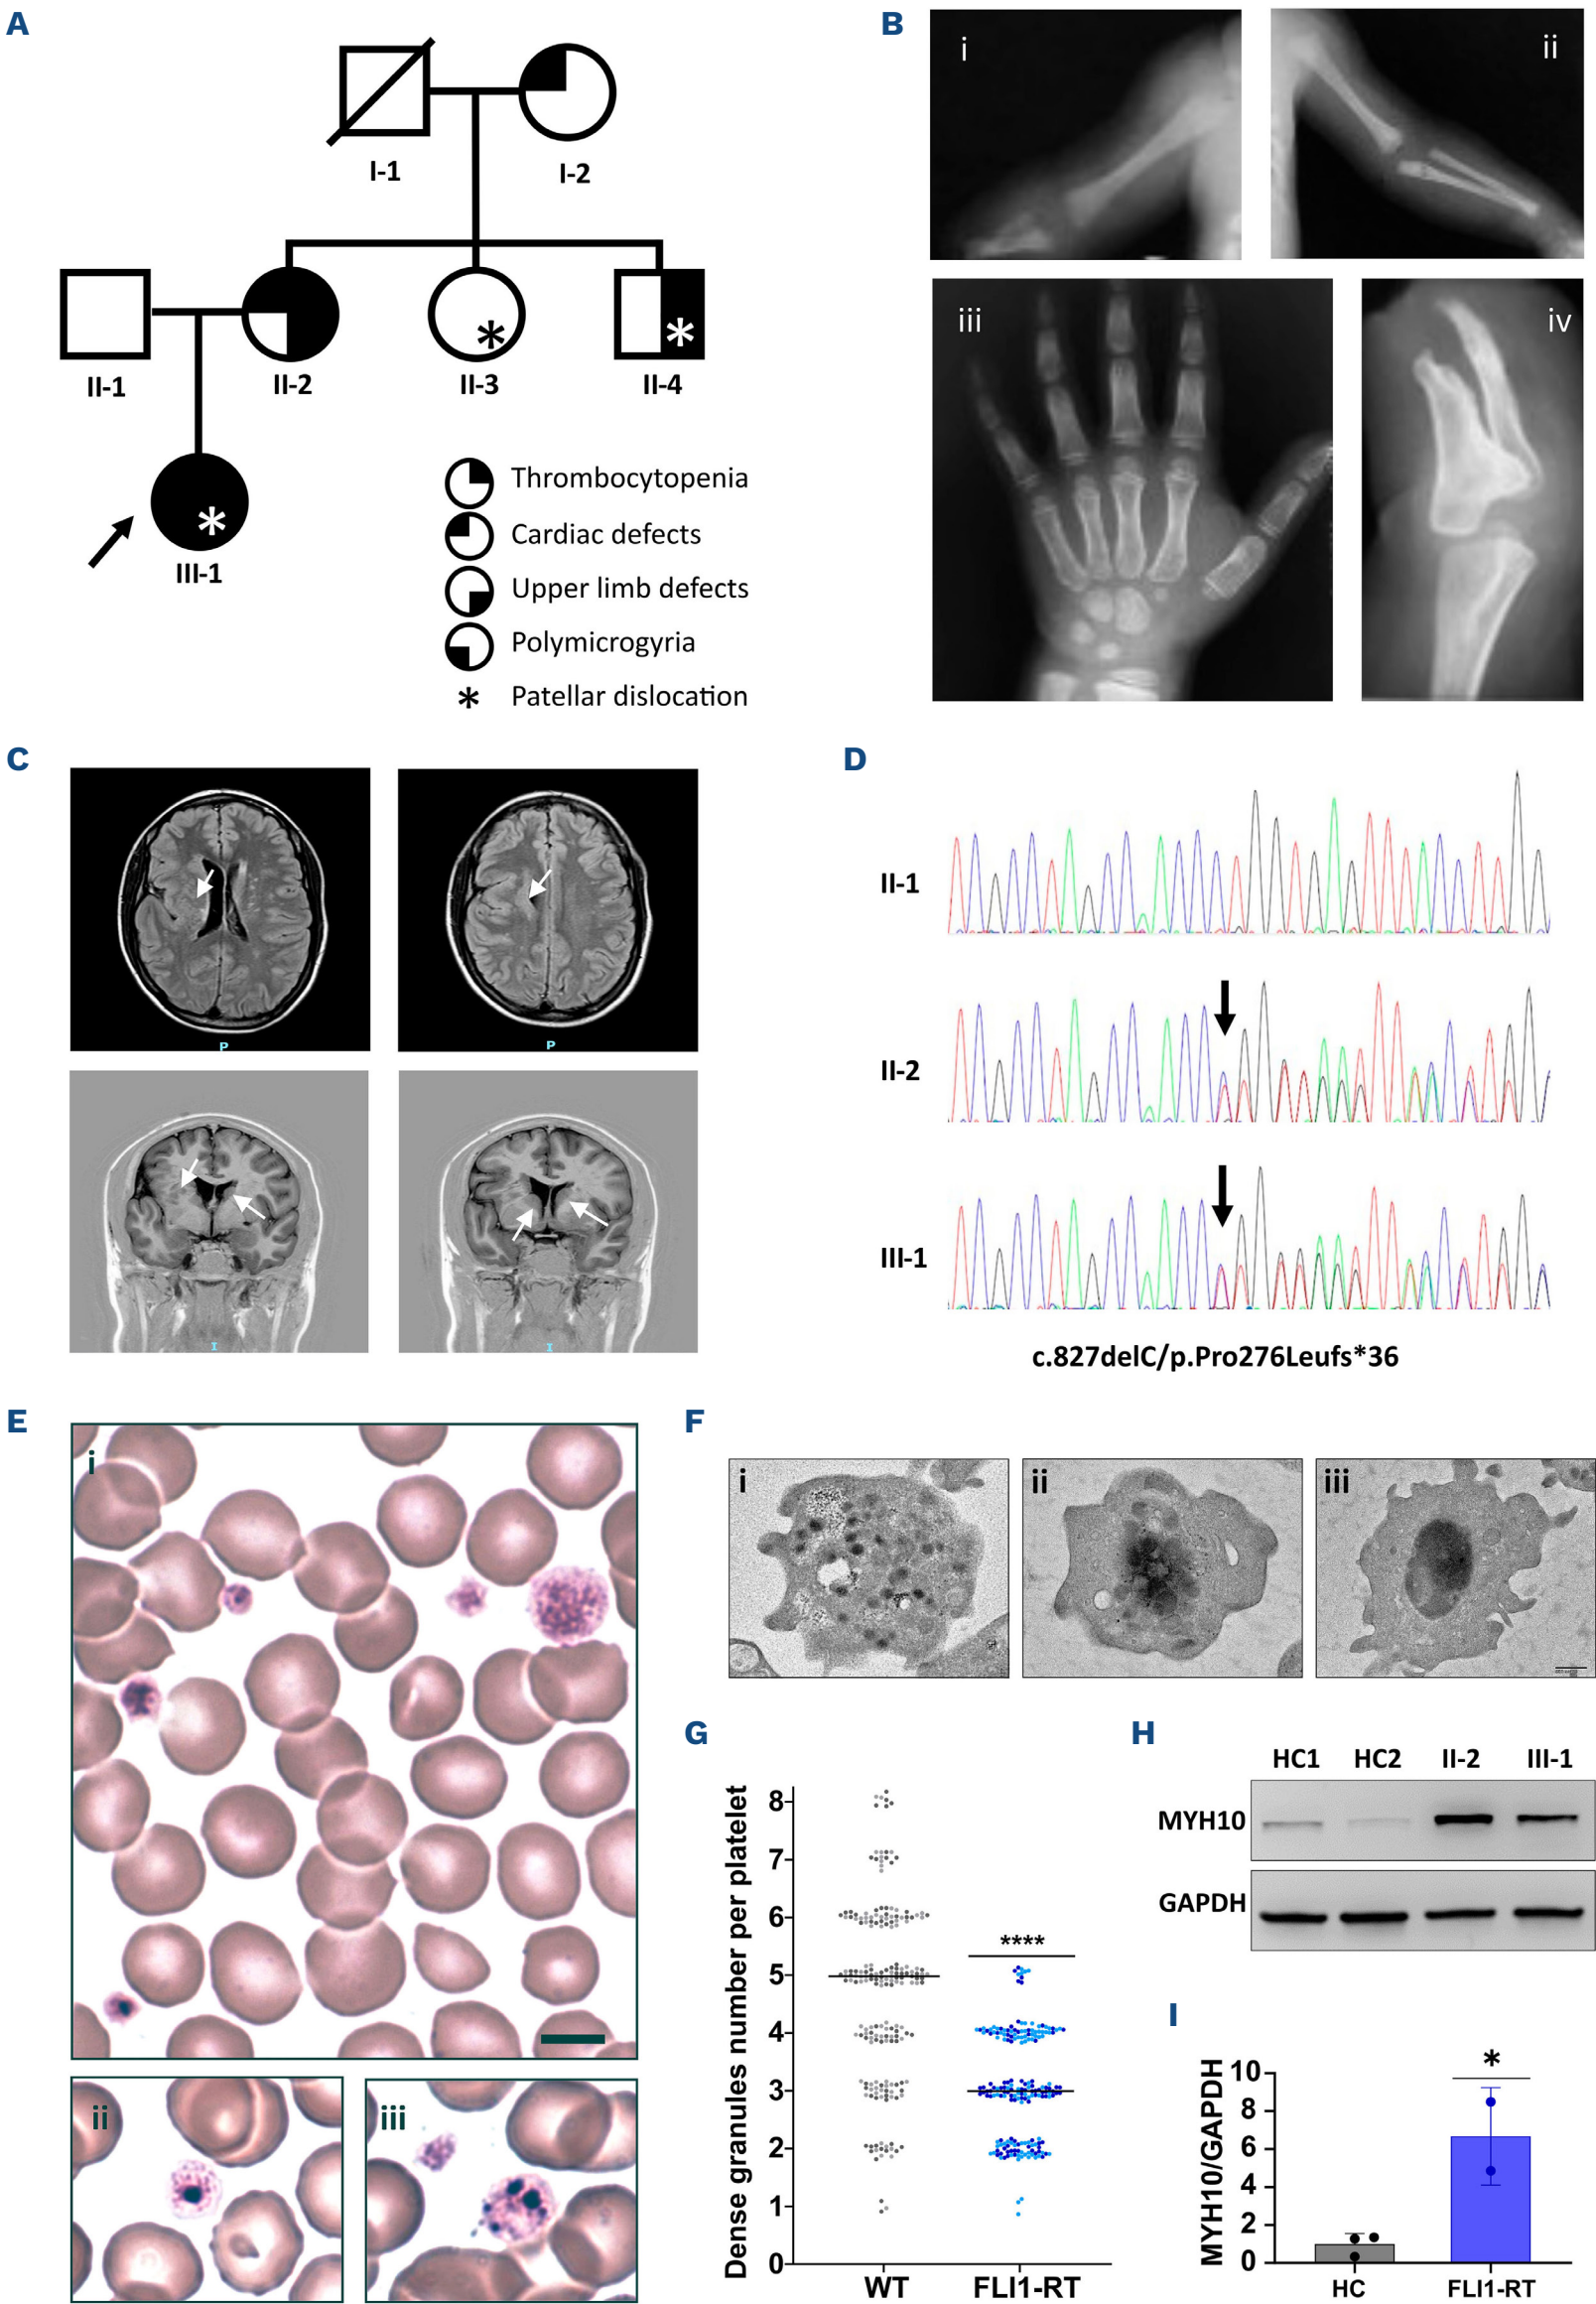 A
I-1
I-2
II-1
II-2
II-3
*
II-4
*
III-1
*
Thrombocytopenia
Cardiac defects
Upper limb defects
Polymicrogyria
* Patellar dislocation
B
i
ii
iii
iv
C
P
P
I
I
D
II-1
II-2
III-1
c.827delC/p.Pro276Leufs*36
E
i
ii
iii
F
i
ii
iii
G
Dense granules number per platelet
8
7
6
5
4
3
2
1
0
****
WT
FLI1-RT
H
HC1 HC2 II-2 III-1
MYH10
GAPDH
I
MYH10/GAPDH
10
8
6
4
2
0
*
HC
FLI1-RT